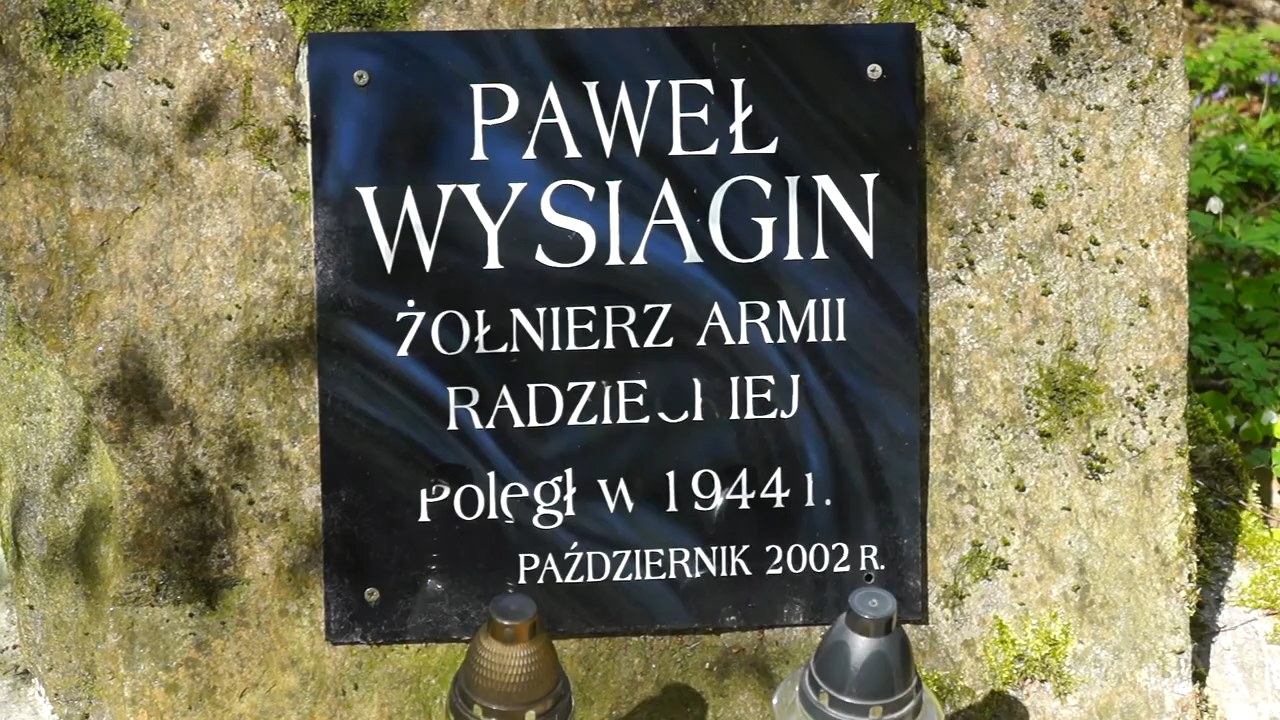 PAWEŁ
WYSIAGIN
ŻOŁNIERZ ARMII
RADZIECKIEJ
Poległ w 1944 r.
PAŹDZIERNIK 2002 R.